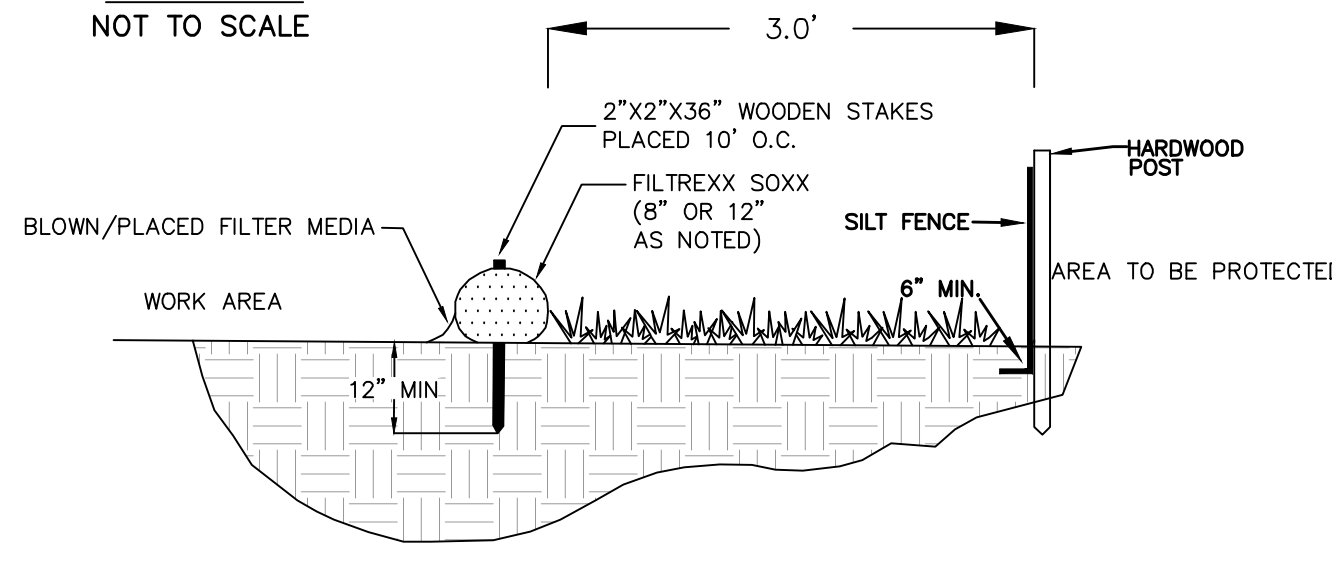 NOT TO SCALE
3.0'
2"X2"X36" WOODEN STAKES
PLACED 10' O.C.
HARDWOOD
POST
FILTREXX SOXX
(8" OR 12"
AS NOTED)
BLOWN/PLACED FILTER MEDIA
SILT FENCE
AREA TO BE PROTECTED
6" MIN.
WORK AREA
12" MIN